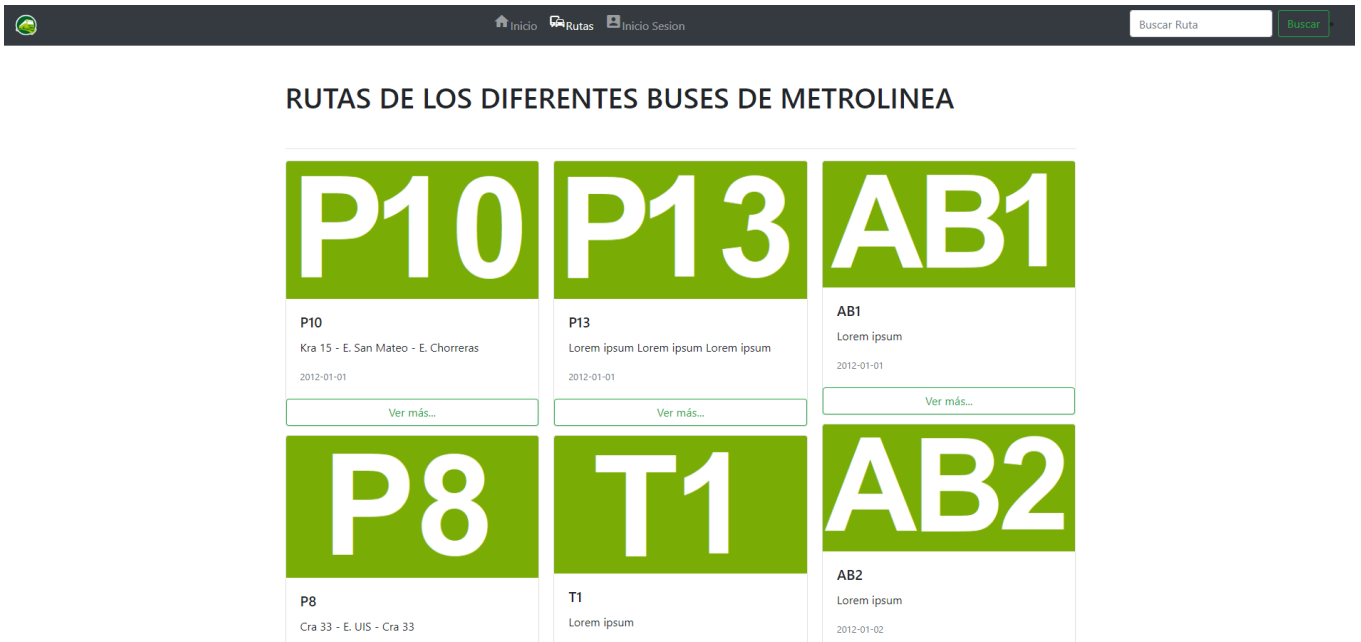 Inicio Rutas Inicio Sesion Buscar Ruta Buscar
RUTAS DE LOS DIFERENTES BUSES DE METROLINEA
P10
P10
Kra 15 - E. San Mateo - E. Chorreras
2012-01-01
Ver más...
P13
P13
Lorem ipsum Lorem ipsum Lorem ipsum
2012-01-01
Ver más...
AB1
AB1
Lorem ipsum
2012-01-01
Ver más...
P8
P8
Cra 33 - E. UIS - Cra 33
T1
T1
Lorem ipsum
AB2
AB2
Lorem ipsum
2012-01-02